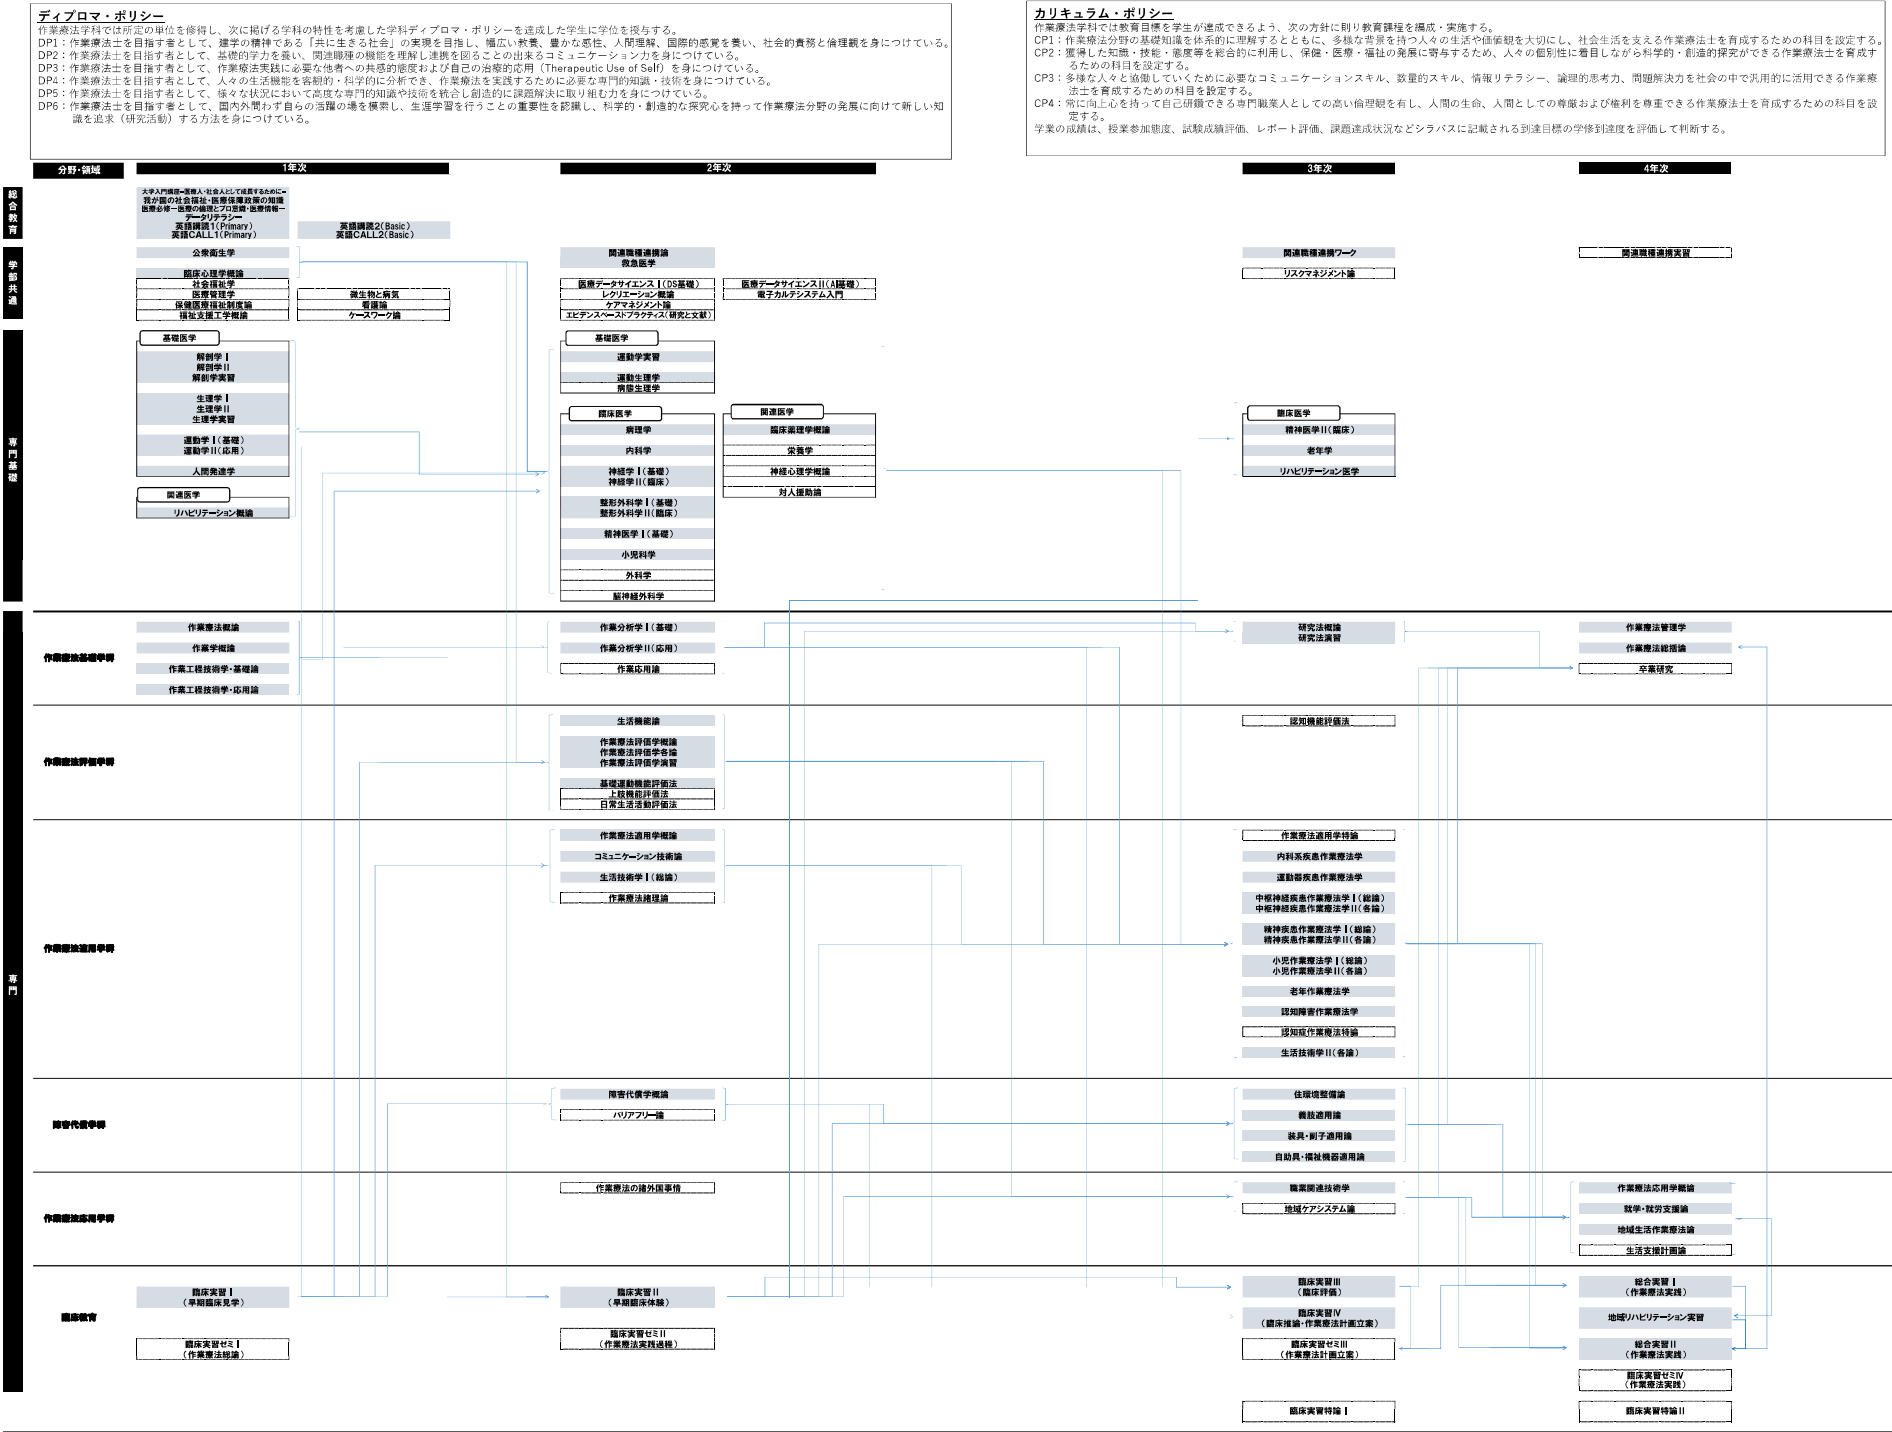 ディプロマ・ポリシー
作業療法学科では所定の単位を修得し、次に掲げる学科の特性を考慮した学科ディプロマ・ポリシーを達成した学生に学位を授与する。
DP1：作業療法士を目指す者として、建学の精神である「共に生きる社会」の実現を目指し、幅広い教養、豊かな感性、人間理解、国際的感覚を養い、社会的責務と倫理観を身につけている。
DP2：作業療法士を目指す者として、基礎的学力を養い、関連職種の機能を理解し連携を図ることの出来るコミュニケーション力を身につけている。
DP3：作業療法士を目指す者として、作業療法実践に必要な他者への共感的態度および自己の治療的応用（Therapeutic Use of Self）を身につけている。
DP4：作業療法士を目指す者として、人々の生活機能を客観的・科学的に分析でき、作業療法を実践するために必要な専門的知識・技術を身につけている。
DP5：作業療法士を目指す者として、様々な状況において高度な専門的知識や技術を統合し創造的に課題解決に取り組む力を身につけている。
DP6：作業療法士を目指す者として、国内外問わず自らの活躍の場を模索し、生涯学習を行うことの重要性を認識し、科学的・創造的な探究心を持って作業療法分野の発展に向けて新しい知
識を追求（研究活動）する方法を身につけている。
カリキュラム・ポリシー
作業療法学科では教育目標を学生が達成できるよう、次の方針に則り教育課程を編成・実施する。
CP1：作業療法分野の基礎知識を体系的に理解するとともに、多様な背景を持つ人々の生活や価値観を大切にし、社会生活を支える作業療法士を育成するための科目を設定する。
CP2：獲得した知識・技能・態度等を総合的に利用し、保健・医療・福祉の発展に寄与するため、人々の個別性に着目しながら科学的・創造的探究ができる作業療法士を育成す
るための科目を設定する。
CP3：多様な人々と協働していくために必要なコミュニケーションスキル、数量的スキル、情報リテラシー、論理的思考力、問題解決力を社会の中で汎用的に活用できる作業療
法士を育成するための科目を設定する。
CP4：常に向上心を持って自己研鑽できる専門職業人としての高い倫理観を有し、人間の生命、人間としての尊厳および権利を尊重できる作業療法士を育成するための科目を設
定する。
学業の成績は、授業参加態度、試験成績評価、レポート評価、課題達成状況などシラバスに記載される到達目標の学修到達度を評価して判断する。
分野・領域
1年次
2年次
3年次
4年次
総合教育
大学入門講座－医療人・社会人として成長するために－
我が国の社会福祉・医療保障政策の知識
医療必修－医療の倫理とプロ意識・医療情報－
データリテラシー
英語講読1(Primary)
英語CALL1(Primary)
英語講読2(Basic)
英語CALL2(Basic)
学部共通
公衆衛生学
臨床心理学概論
社会福祉学
医療管理学
保健医療福祉制度論
福祉支援工学概論
微生物と病気
看護論
ケースワーク論
関連職種連携論
救急医学
医療データサイエンスⅠ(DS基礎)
レクリエーション概論
ケアマネジメント論
エビデンスベースドプラクティス(研究と文献)
医療データサイエンスⅡ(AI基礎)
電子カルテシステム入門
関連職種連携ワーク
リスクマネジメント論
関連職種連携実習
専門基礎
基礎医学
解剖学Ⅰ
解剖学Ⅱ
解剖学実習
生理学Ⅰ
生理学Ⅱ
生理学実習
運動学Ⅰ(基礎)
運動学Ⅱ(応用)
人間発達学
関連医学
リハビリテーション概論
基礎医学
運動学実習
運動生理学
病態生理学
臨床医学
病理学
内科学
神経学Ⅰ(基礎)
神経学Ⅱ(臨床)
整形外科学Ⅰ(基礎)
整形外科学Ⅱ(臨床)
精神医学Ⅰ(基礎)
小児科学
外科学
脳神経外科学
関連医学
臨床薬理学概論
栄養学
神経心理学概論
対人援助論
臨床医学
精神医学Ⅱ(臨床)
老年学
リハビリテーション医学
専門
作業療法基礎学群
作業療法概論
作業学概論
作業工程技術学・基礎論
作業工程技術学・応用論
作業分析学Ⅰ(基礎)
作業分析学Ⅱ(応用)
作業応用論
研究法概論
研究法演習
作業療法管理学
作業療法総括論
卒業研究
作業療法評価学群
生活機能論
作業療法評価学概論
作業療法評価学各論
作業療法評価学演習
基礎運動機能評価法
上肢機能評価法
日常生活活動評価法
認知機能評価法
作業療法適用学群
作業療法適用学概論
コミュニケーション技術論
生活技術学Ⅰ(総論)
作業療法諸理論
作業療法適用学特論
内科系疾患作業療法学
運動器疾患作業療法学
中枢神経疾患作業療法学Ⅰ(総論)
中枢神経疾患作業療法学Ⅱ(各論)
精神疾患作業療法学Ⅰ(総論)
精神疾患作業療法学Ⅱ(各論)
小児作業療法学Ⅰ(総論)
小児作業療法学Ⅱ(各論)
老年作業療法学
認知障害作業療法学
認知症作業療法特論
生活技術学Ⅱ(各論)
障害代償学群
障害代償学概論
バリアフリー論
住環境整備論
義肢適用論
装具・副子適用論
自助具・福祉機器適用論
作業療法応用学群
作業療法の諸外国事情
職業関連技術学
地域ケアシステム論
作業療法応用学概論
就学・就労支援論
地域生活作業療法論
生活支援計画論
臨床教育
臨床実習Ⅰ
(早期臨床見学)
臨床実習ゼミⅠ
(作業療法総論)
臨床実習Ⅱ
(早期臨床体験)
臨床実習ゼミⅡ
(作業療法実践過程)
臨床実習Ⅲ
(臨床評価)
臨床実習Ⅳ
(臨床推論・作業療法計画立案)
臨床実習ゼミⅢ
(作業療法計画立案)
臨床実習特論Ⅰ
総合実習Ⅰ
(作業療法実践)
地域リハビリテーション実習
総合実習Ⅱ
(作業療法実践)
臨床実習ゼミⅣ
(作業療法実践)
臨床実習特論Ⅱ